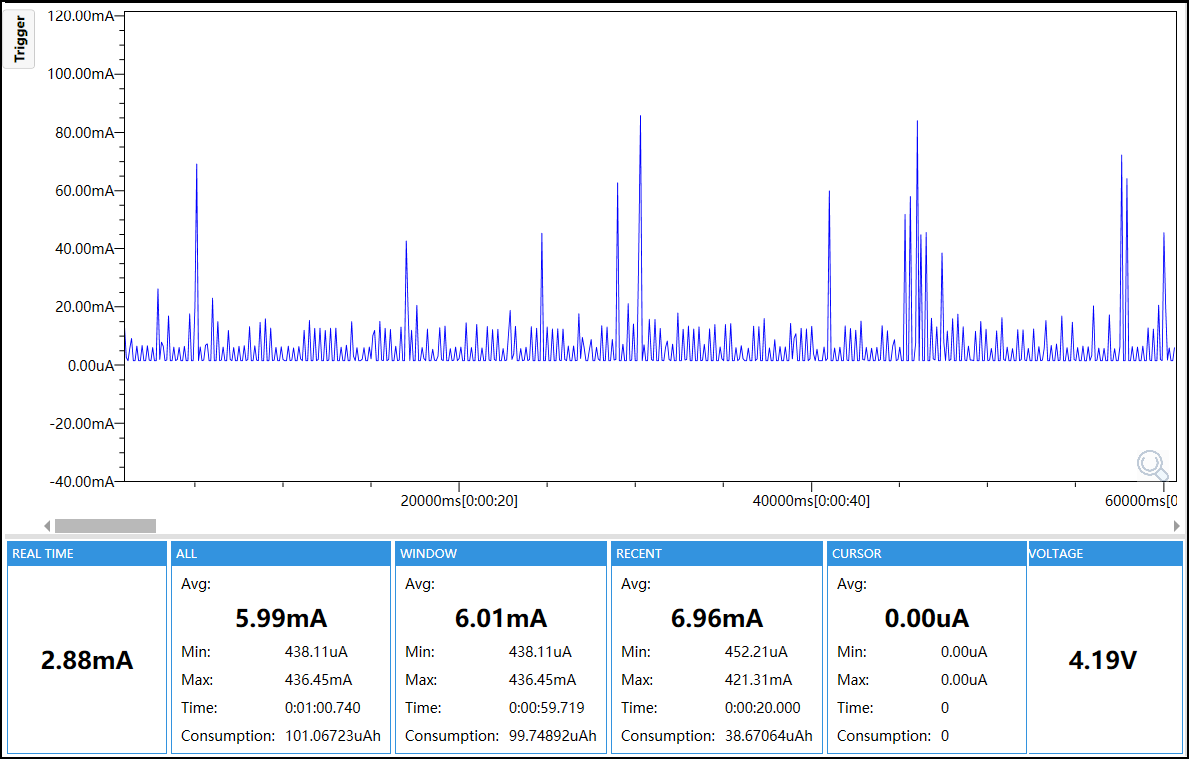 Trigger
120.00mA
100.00mA
80.00mA
60.00mA
40.00mA
20.00mA
0.00uA
-20.00mA
-40.00mA
20000ms[0:00:20]
40000ms[0:00:40]
60000ms[0:0
REAL TIME
2.88mA
ALL
Avg:
5.99mA
Min: 438.11uA
Max: 436.45mA
Time: 0:01:00.740
Consumption: 101.06723uAh
WINDOW
Avg:
6.01mA
Min: 438.11uA
Max: 436.45mA
Time: 0:00:59.719
Consumption: 99.74892uAh
RECENT
Avg:
6.96mA
Min: 452.21uA
Max: 421.31mA
Time: 0:00:20.000
Consumption: 38.67064uAh
CURSOR
Avg:
0.00uA
Min: 0.00uA
Max: 0.00uA
Time: 0
Consumption: 0
VOLTAGE
4.19V